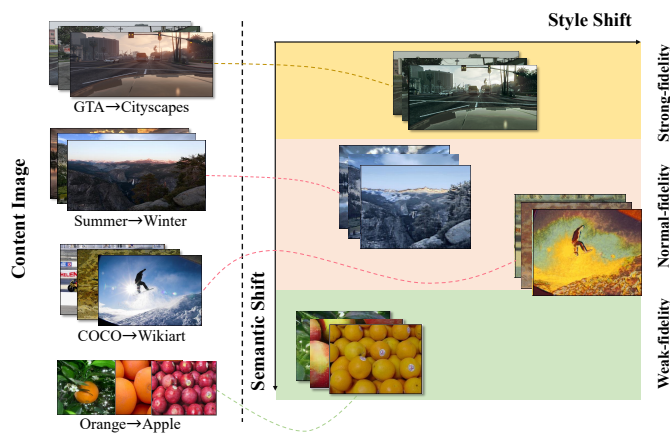 Style Shift
Content Image
GTA→Cityscapes
Summer→Winter
COCO→Wikiart
Orange→Apple
Semantic Shift
Strong-fidelity
Normal-fidelity
Weak-fidelity